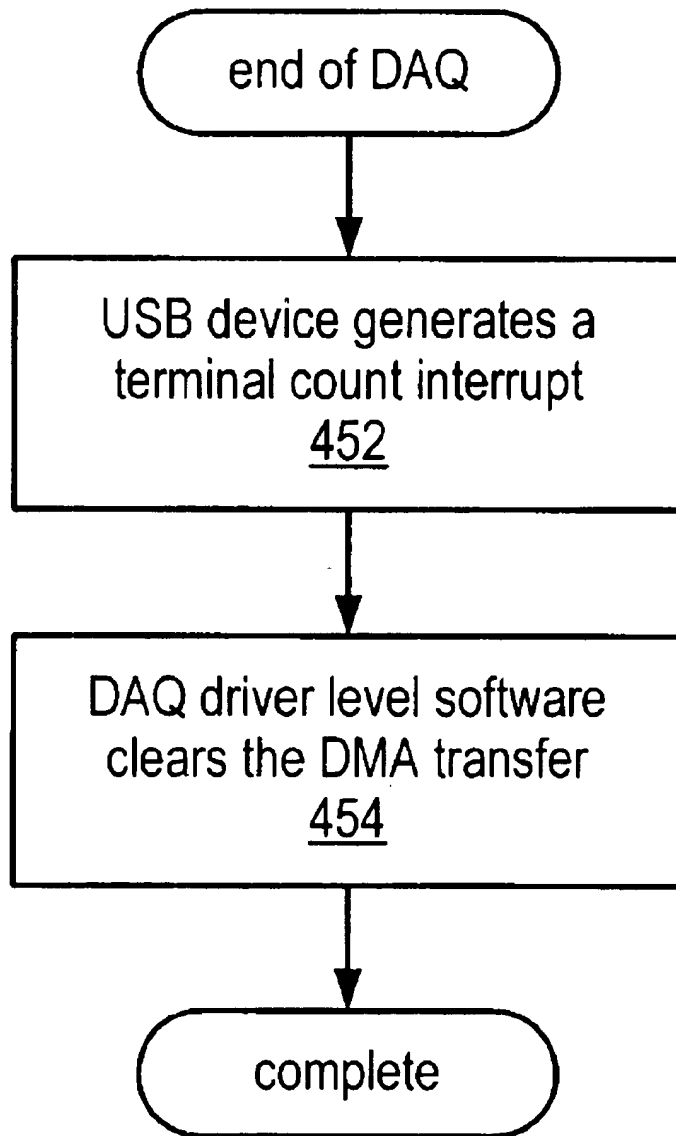 end of DAQ
USB device generates a
terminal count interrupt
452
DAQ driver level software
clears the DMA transfer
454
complete